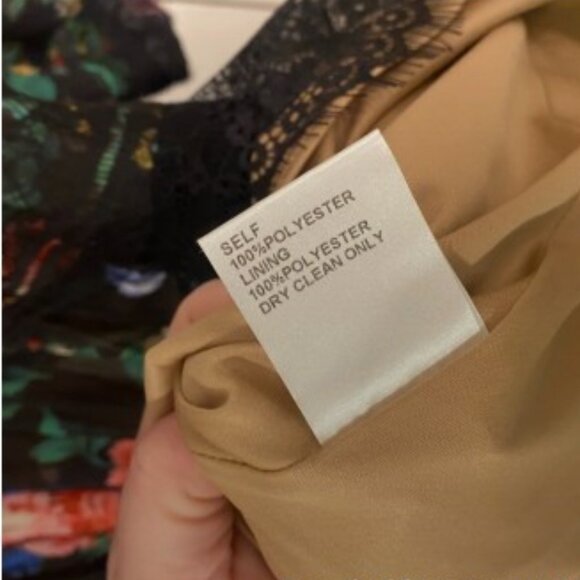 SELF
100%POLYESTER
LINING
100%POLYESTER
DRY CLEAN ONLY